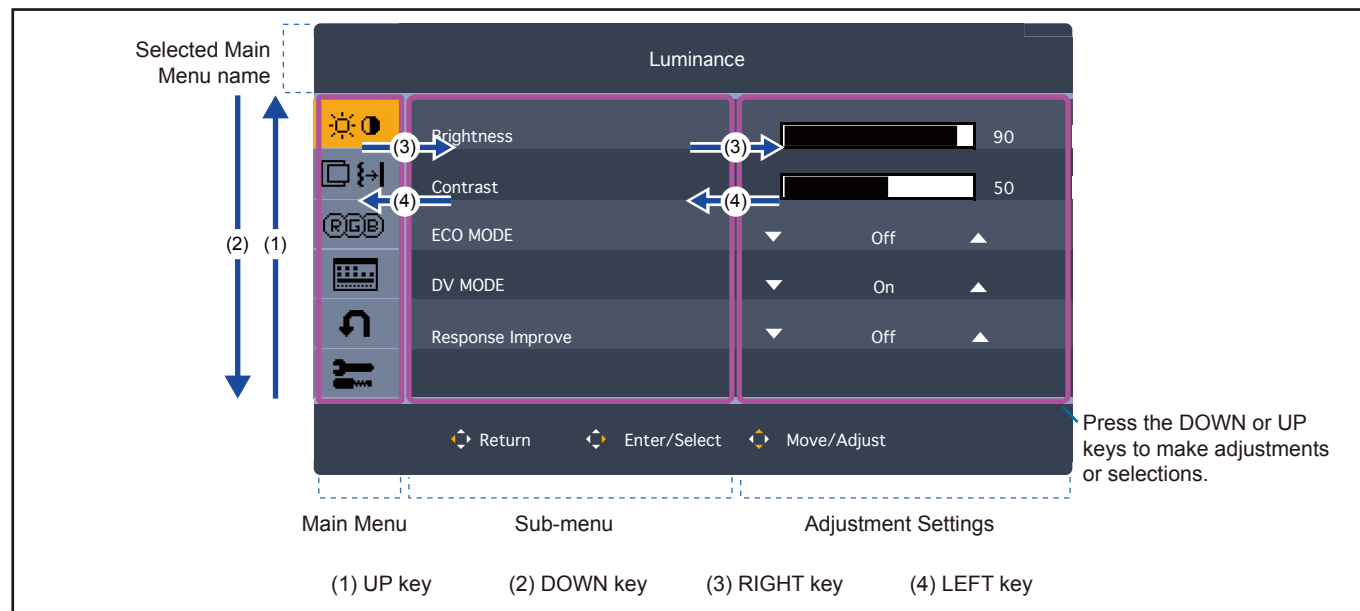 Selected Main
Menu name
Luminance
Brightness
90
(3)
(3)
Contrast
50
(4)
(4)
RGB
ECO MODE
Off
(2) (1)
DV MODE
On
Response Improve
Off
Return
Enter/Select
Move/Adjust
Press the DOWN or UP
keys to make adjustments
or selections.
Main Menu
Sub-menu
Adjustment Settings
(1) UP key
(2) DOWN key
(3) RIGHT key
(4) LEFT key